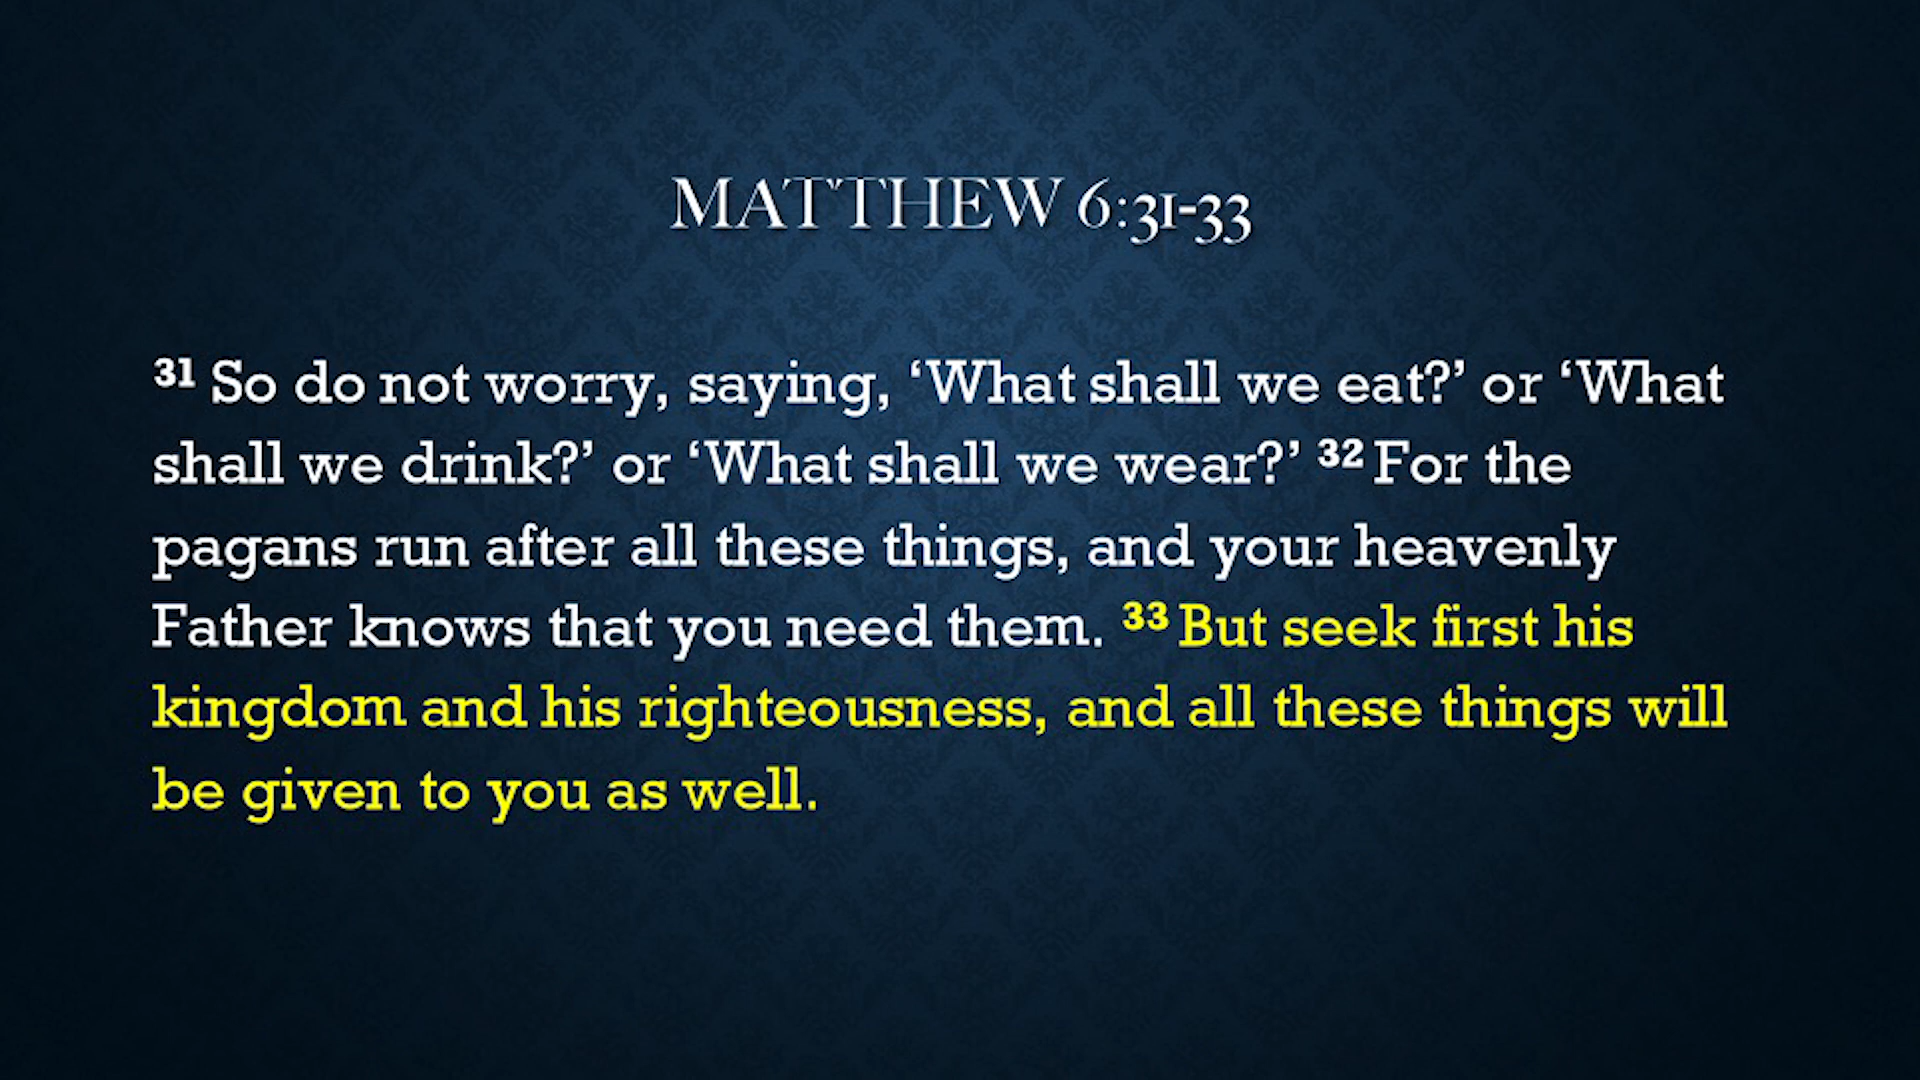 MATTHEW 6:31-33
31 So do not worry, saying, ‘What shall we eat?’ or ‘What
shall we drink?’ or ‘What shall we wear?’ 32 For the
pagans run after all these things, and your heavenly
Father knows that you need them. 33 But seek first his
kingdom and his righteousness, and all these things will
be given to you as well.